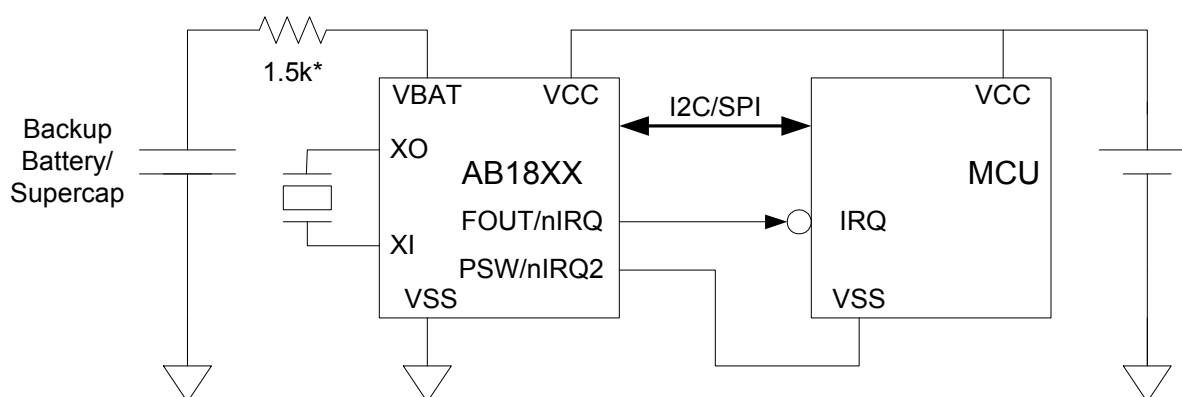 1.5k*
Backup
Battery/
Supercap
VBAT
VCC
XO
XI
AB18XX
FOUT/nIRQ
PSW/nIRQ2
VSS
I2C/SPI
VCC
MCU
IRQ
VSS